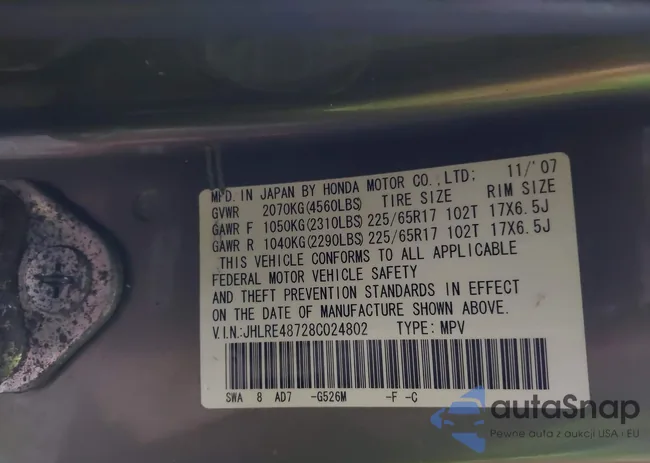 MFD. IN JAPAN BY HONDA MOTOR CO., LTD; 11/'07
GVWR 2070KG(4560LBS) TIRE SIZE RIM SIZE
GAWR F 1050KG(2310LBS) 225/65R17 102T 17X6.5J
GAWR R 1040KG(2290LBS) 225/65R17 102T 17X6.5J
THIS VEHICLE CONFORMS TO ALL APPLICABLE
FEDERAL MOTOR VEHICLE SAFETY
AND THEFT PREVENTION STANDARDS IN EFFECT
ON THE DATE OF MANUFACTURE SHOWN ABOVE.
V.I.N:JHLRE48728C024802 TYPE: MPV
SWA 8 AD7 -G526M -F -C
autoSnap
Pewne auta z aukcji USA i EU